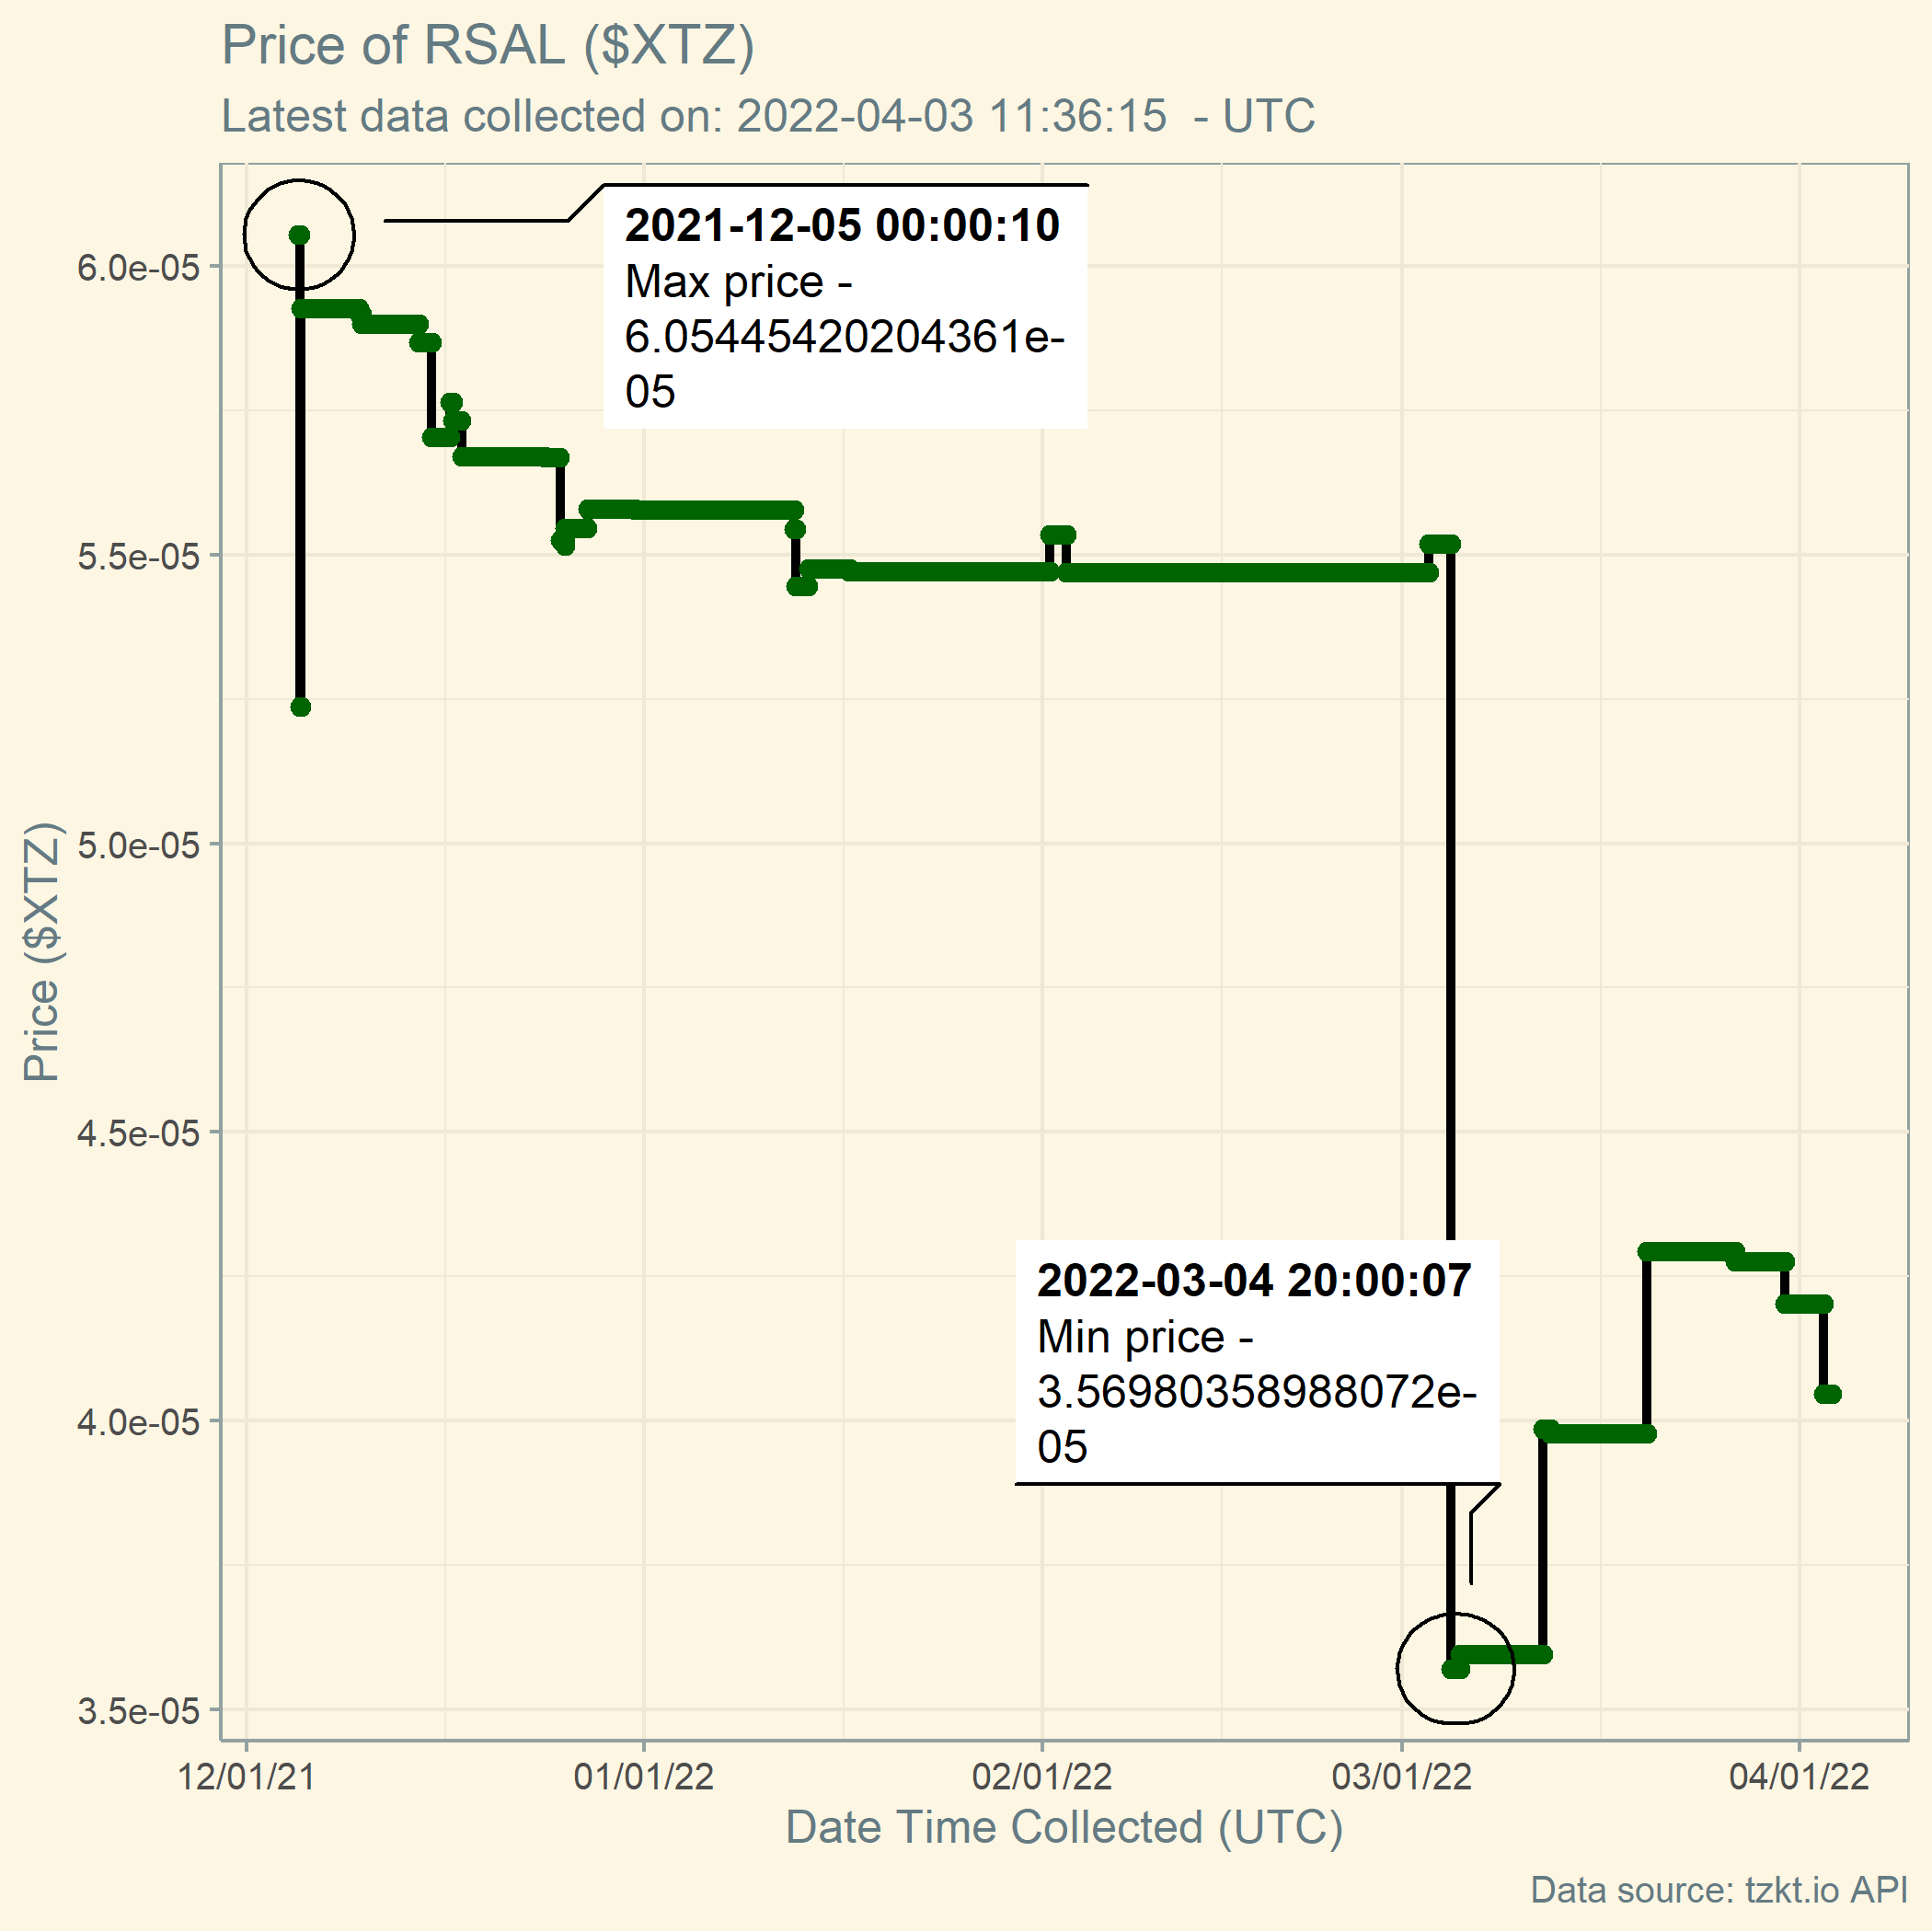 Price of RSAL ($XTZ)
Latest data collected on: 2022-04-03 11:36:15  - UTC
2021-12-05 00:00:10
Max price -
6.05445420204361e-
05
6.0e-05
5.5e-05
5.0e-05
4.5e-05
4.0e-05
3.5e-05
Price ($XTZ)
2022-03-04 20:00:07
Min price -
3.56980358988072e-
05
12/01/21
01/01/22
02/01/22
03/01/22
04/01/22
Date Time Collected (UTC)
Data source: tzkt.io API